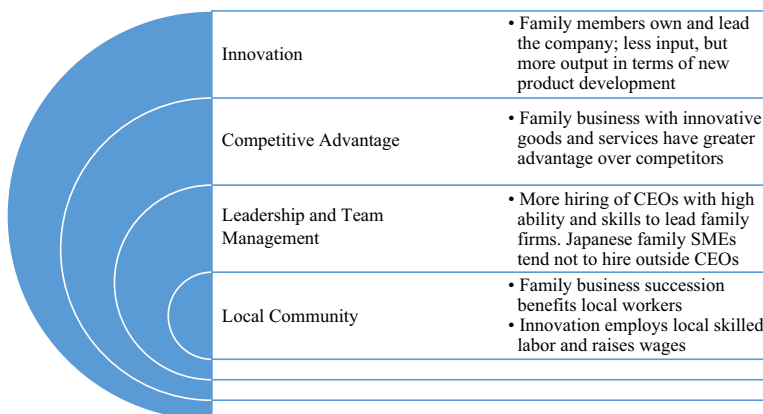 Innovation
• Family members own and lead
the company; less input, but
more output in terms of new
product development
Competitive Advantage
• Family business with innovative
goods and services have greater
advantage over competitors
Leadership and Team
Management
• More hiring of CEOs with high
ability and skills to lead family
firms. Japanese family SMEs
tend not to hire outside CEOs
Local Community
• Family business succession
benefits local workers
• Innovation employs local skilled
labor and raises wages